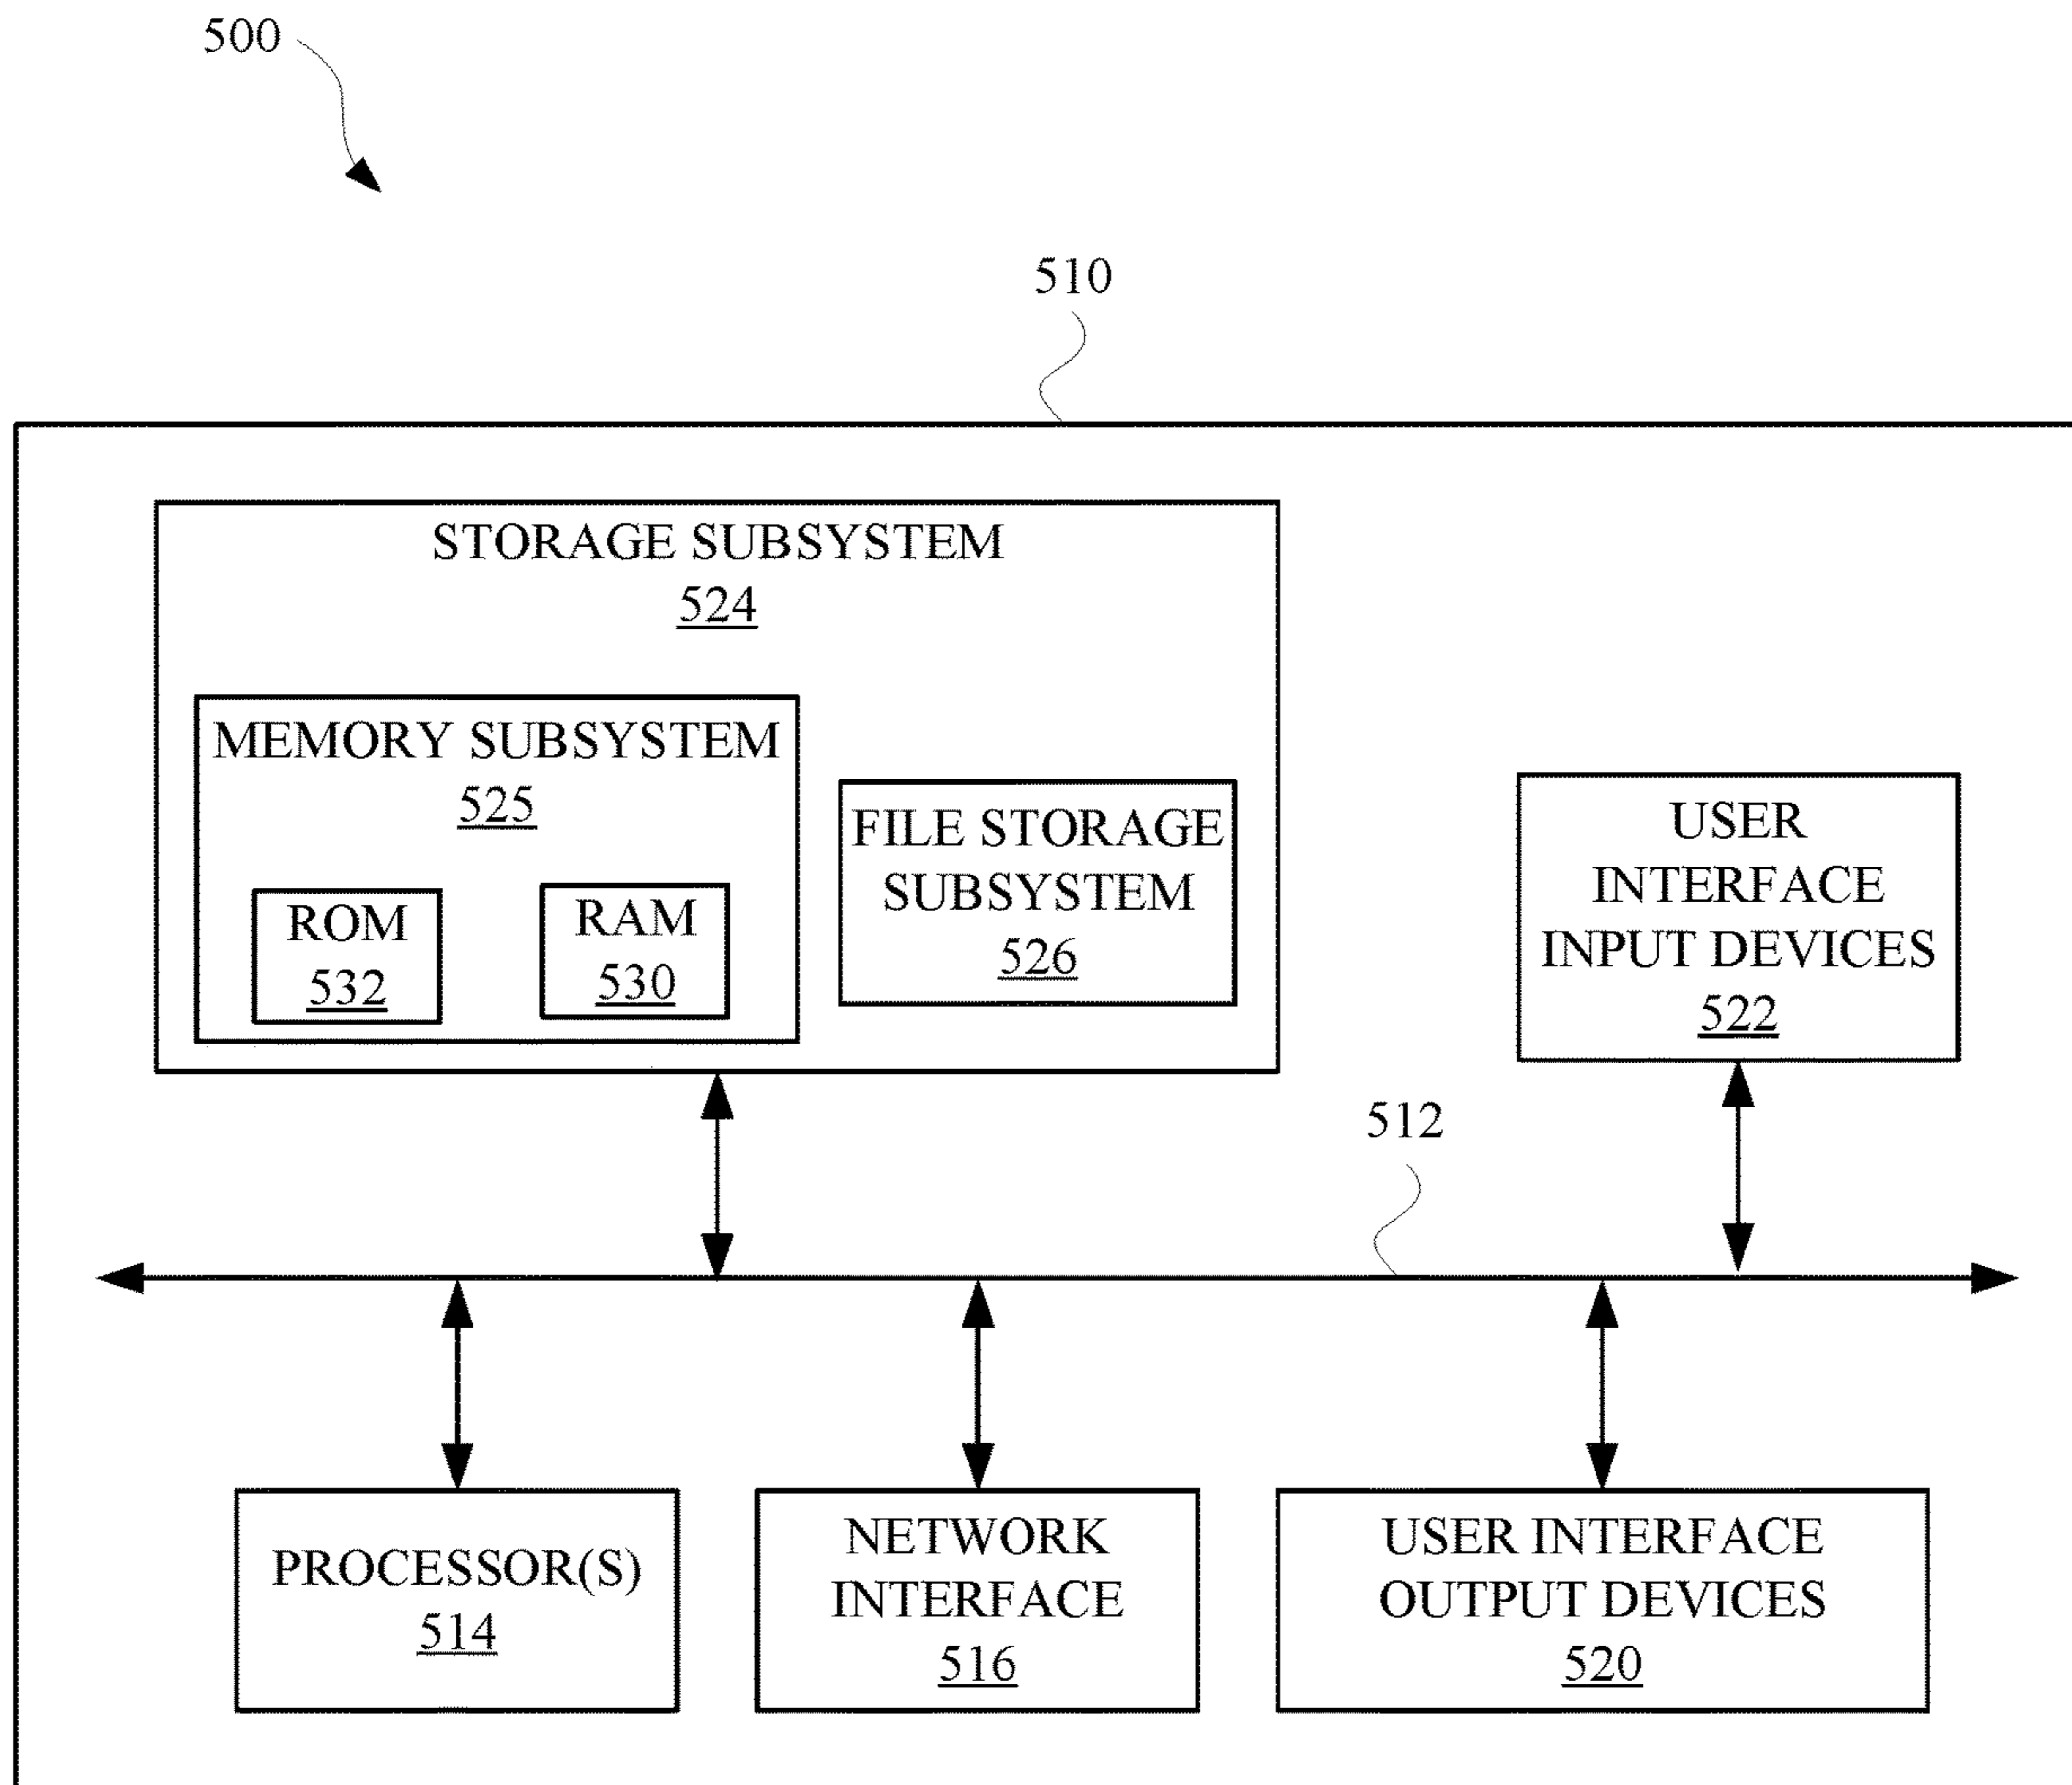 500
510
STORAGE SUBSYSTEM
524
MEMORY SUBSYSTEM
525
ROM
532
RAM
530
FILE STORAGE
SUBSYSTEM
526
USER
INTERFACE
INPUT DEVICES
522
512
PROCESSOR(S)
514
NETWORK
INTERFACE
516
USER INTERFACE
OUTPUT DEVICES
520